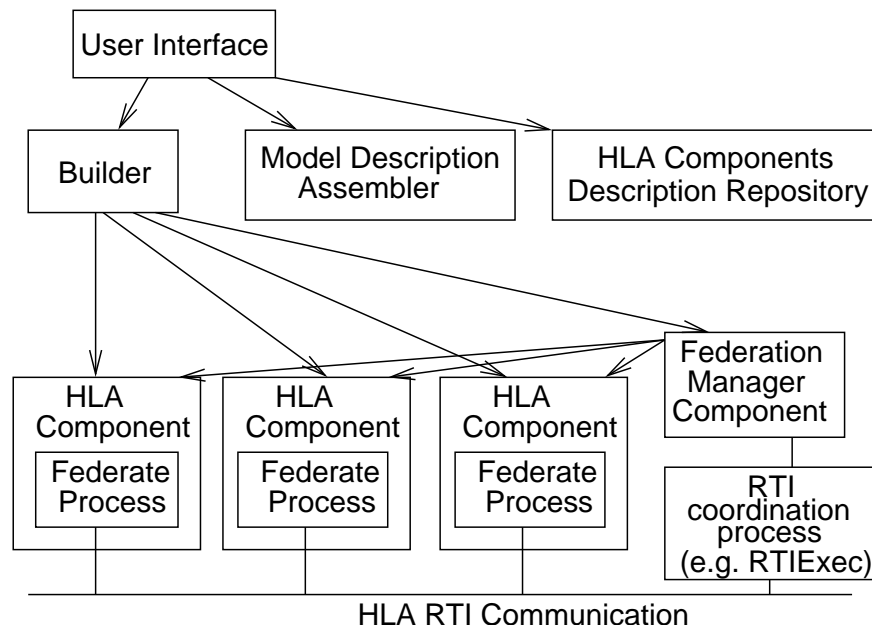 User Interface
Builder
Model Description
Assembler
HLA Components
Description Repository
Federation
Manager
Component
HLA
Component
Federate
Process
HLA
Component
Federate
Process
HLA
Component
Federate
Process
RTI
coordination
process
(e.g. RTIExec)
HLA RTI Communication